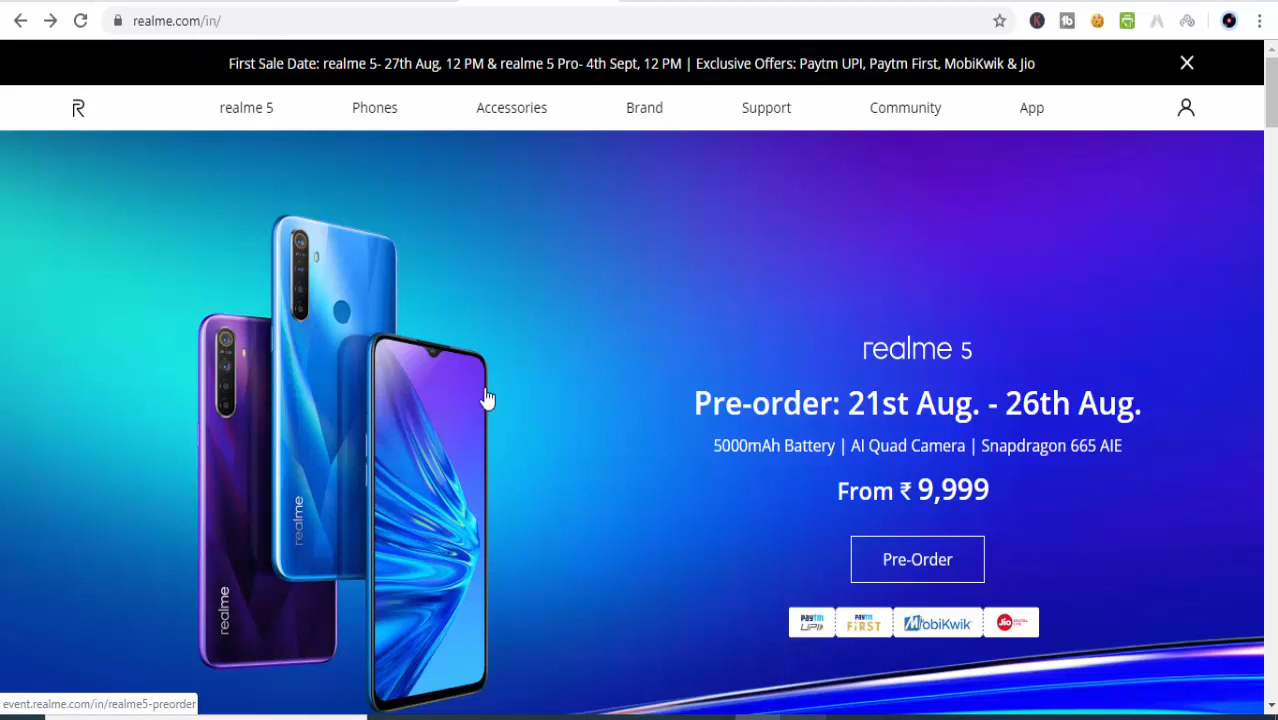 realme.com/in/
First Sale Date: realme 5- 27th Aug, 12 PM & realme 5 Pro- 4th Sept, 12 PM | Exclusive Offers: Paytm UPI, Paytm First, MobiKwik & Jio
realme 5 Phones Accessories Brand Support Community App
realme
realme
realme 5
Pre-order: 21st Aug. - 26th Aug.
5000mAh Battery | AI Quad Camera | Snapdragon 665 AIE
From ₹ 9,999
Pre-Order
PAYTM UPI PAYTM FIRST MobiKwik Jio
event.realme.com/in/realme5-preorder